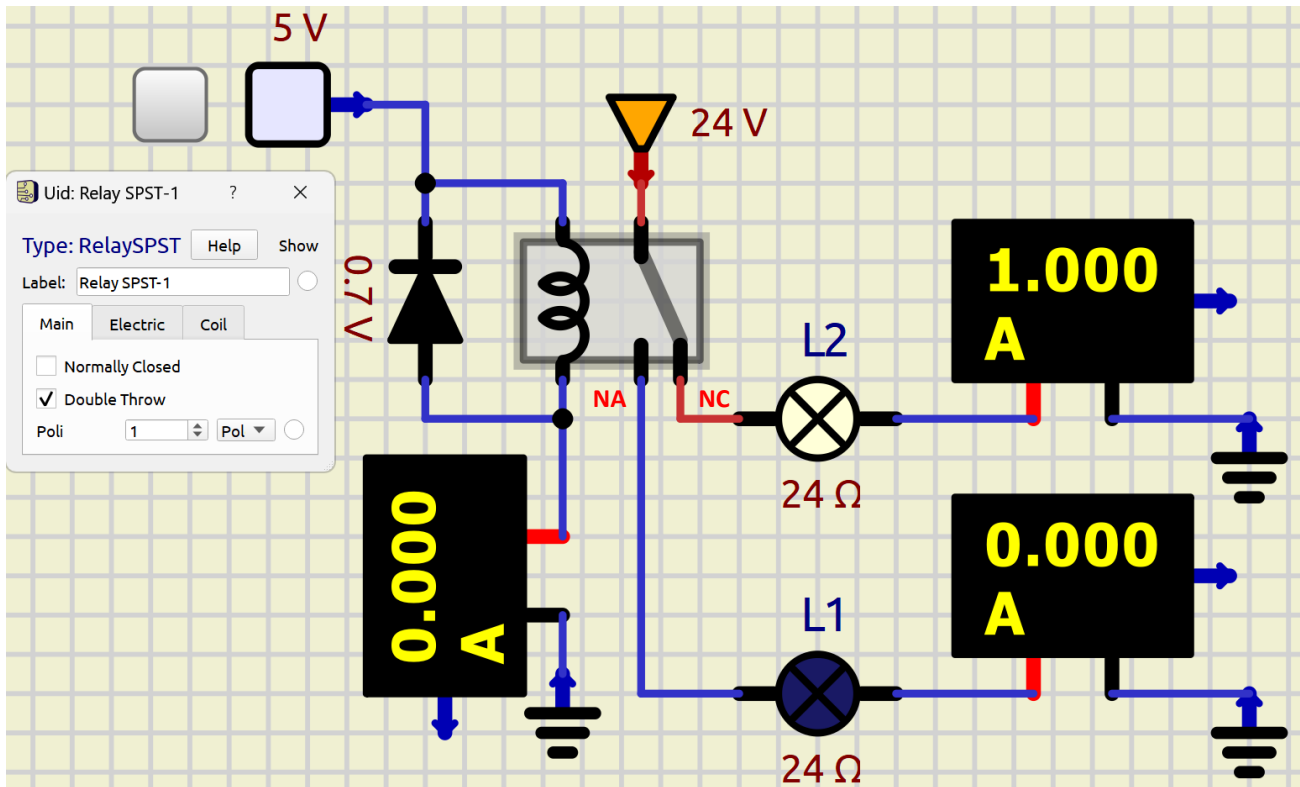 5 V
24 V
Uid: Relay SPST-1 ?
Type: RelaySPST Help Show
Label: Relay SPST-1
Main Electric Coil
Normally Closed
Double Throw
Poli 1 Pol
0.7 V
NA NC
L2
24 Ω
1.000
A
0.000
A
L1
24 Ω
0.000
A